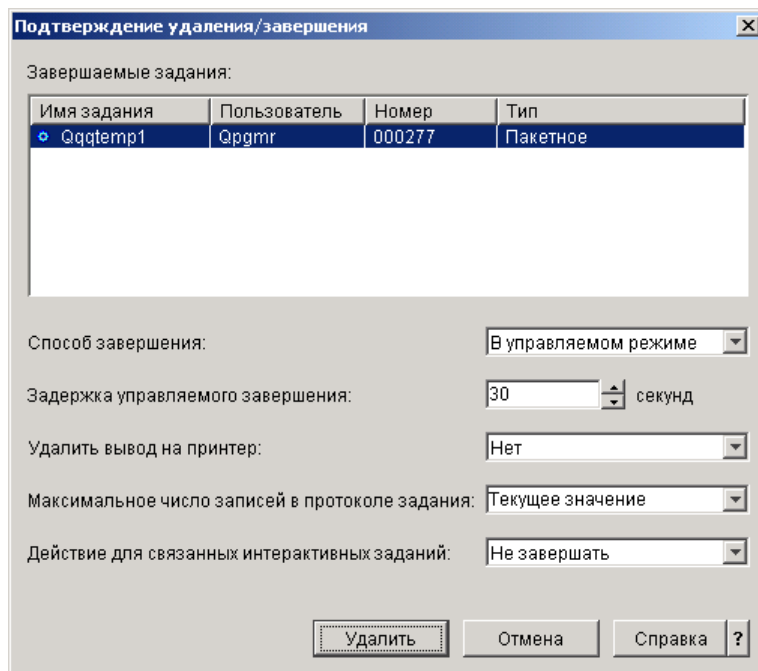 Подтверждение удаления/завершения
Завершаемые задания:
Имя задания Пользователь Номер Тип
Qqqtemp1 Qpgmr 000277 Пакетное
Способ завершения: В управляемом режиме
Задержка управляемого завершения: 30 секунд
Удалить вывод на принтер: Нет
Максимальное число записей в протоколе задания: Текущее значение
Действие для связанных интерактивных заданий: Не завершать
Удалить Отмена Справка ?